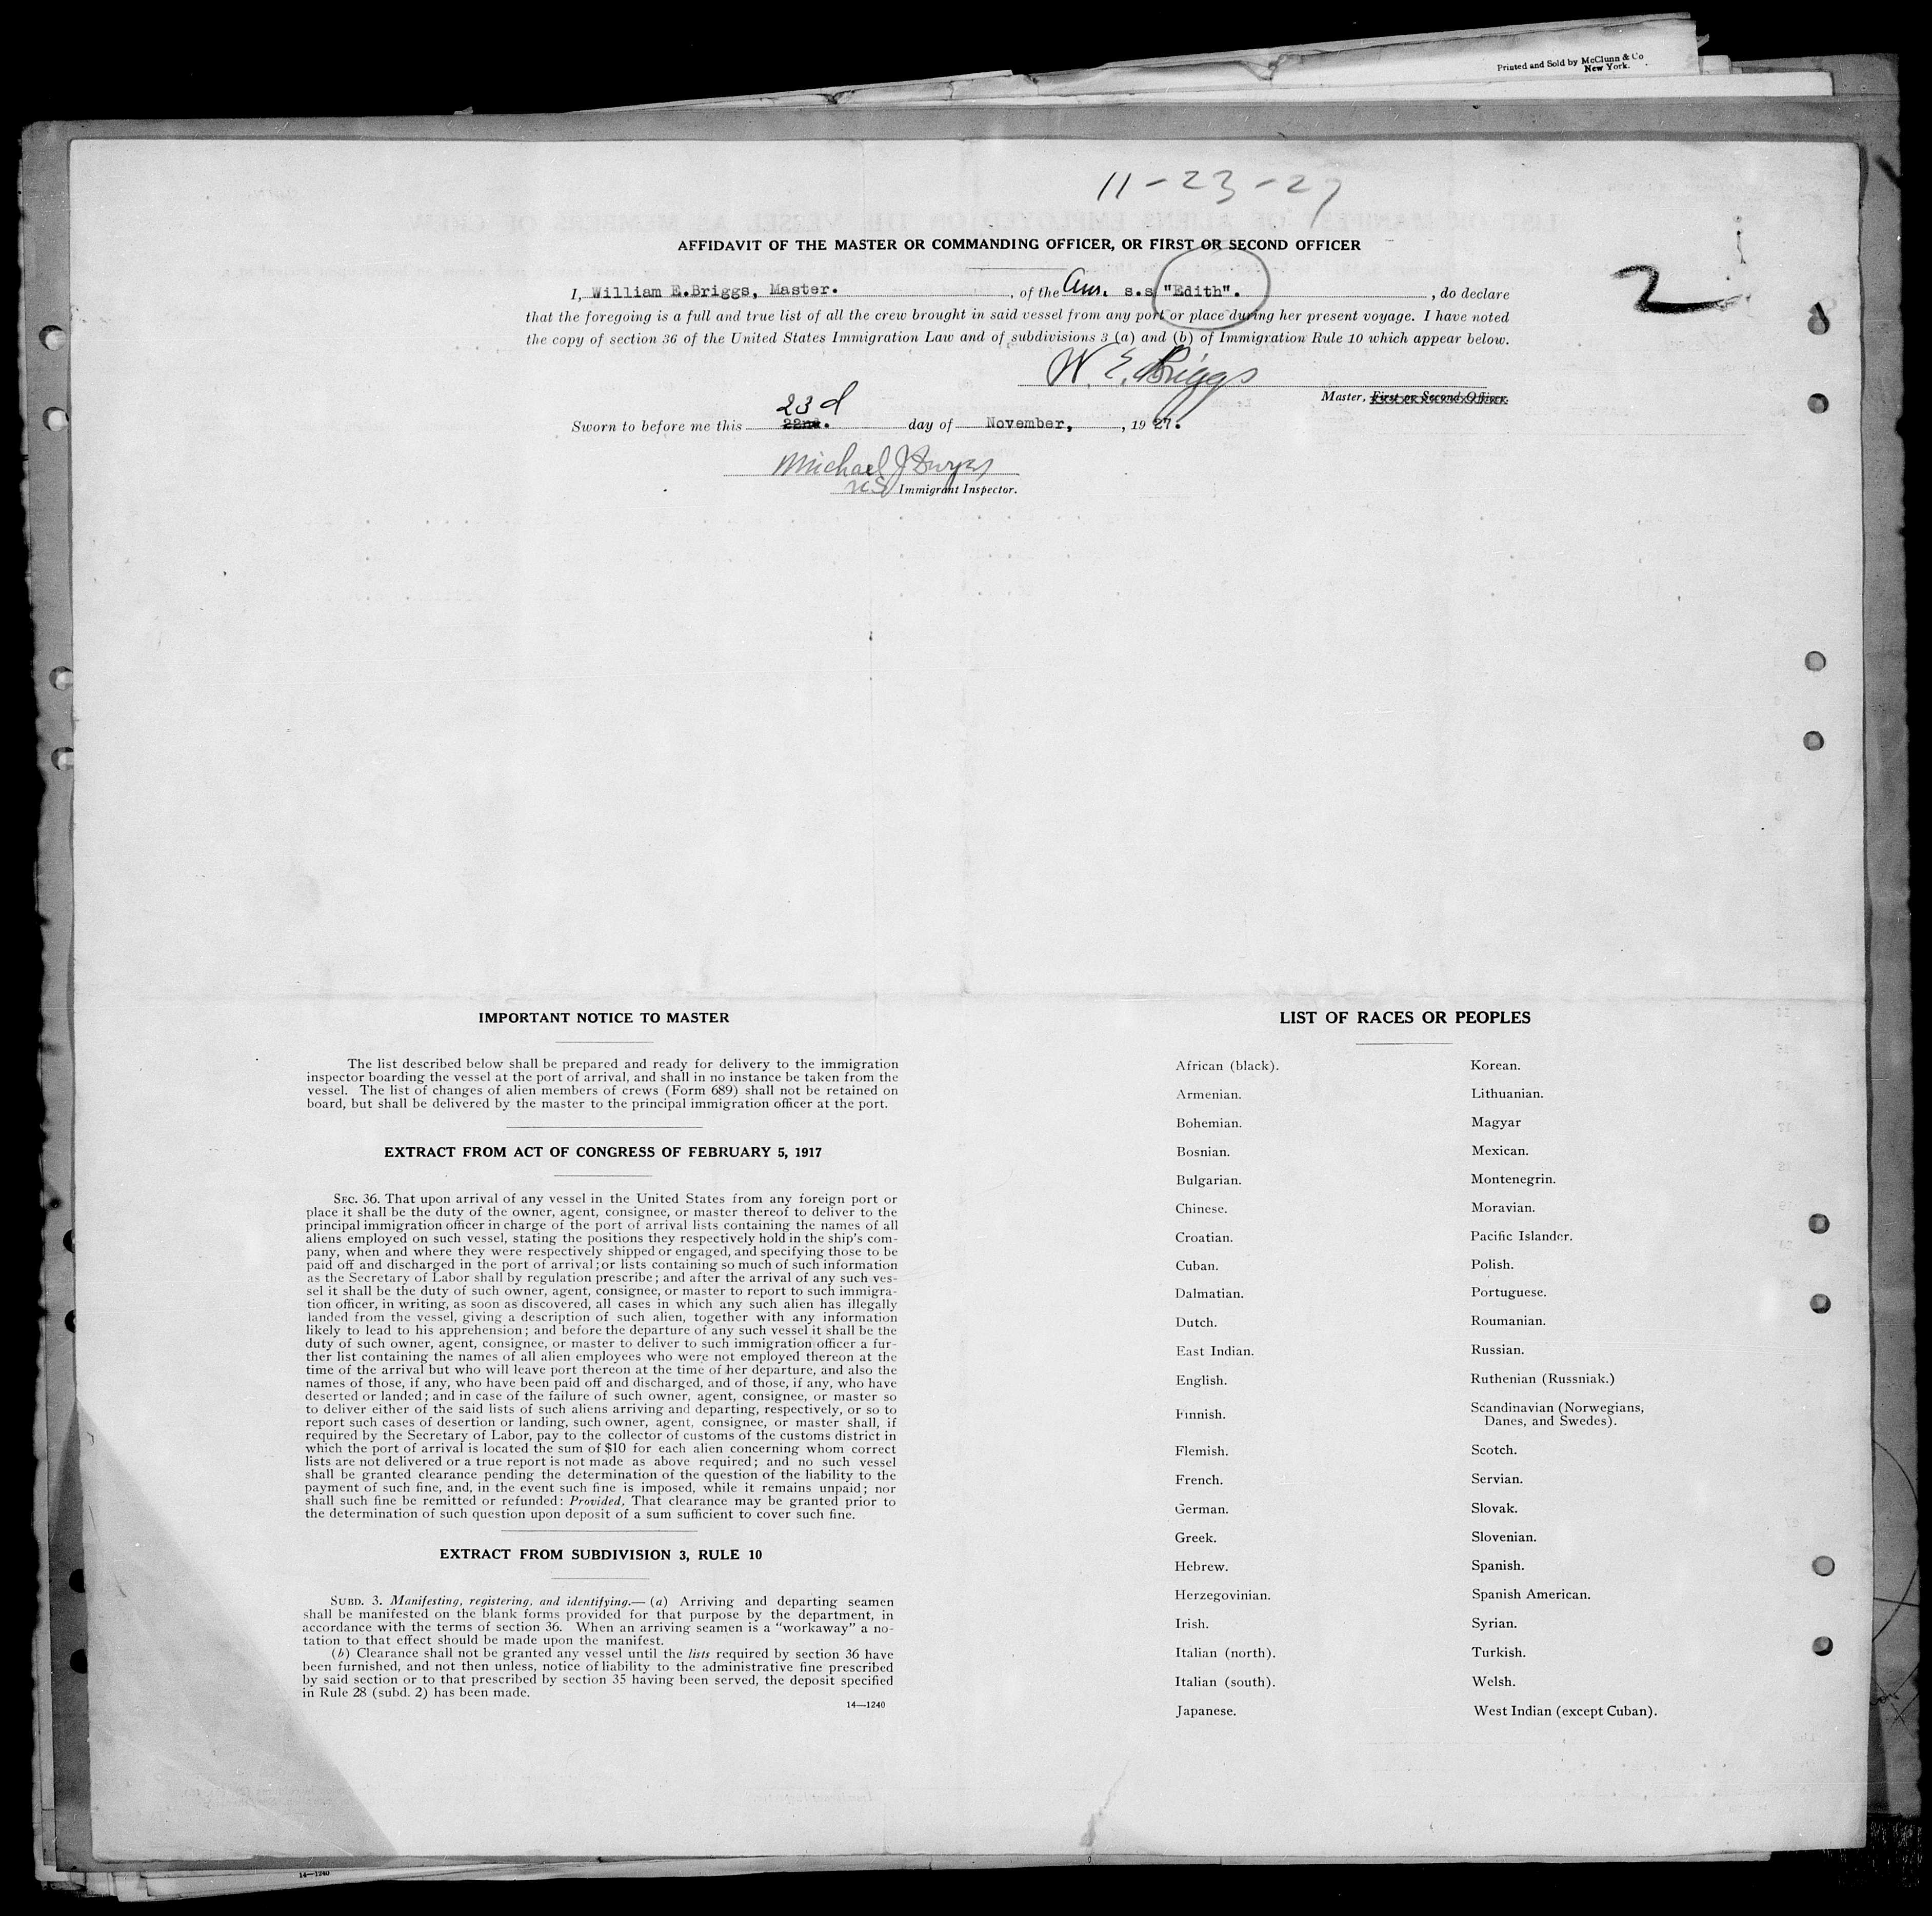 Printed and Sold by McClunn & Co
New York.
11-23-27
AFFIDAVIT OF THE MASTER OR COMMANDING OFFICER, OR FIRST OR SECOND OFFICER
2
I, William E.Briggs, Master. , of the Am. s.s "Edith". , do declare
that the foregoing is a full and true list of all the crew brought in said vessel from any port or place during her present voyage. I have noted
the copy of section 36 of the United States Immigration Law and of subdivisions 3 (a) and (b) of Immigration Rule 10 which appear below.
W. E. Briggs
Master, First or Second Officer.
23d
Sworn to before me this 22nd. day of November, , 1927.
Michael J Dwyer
US Immigrant Inspector.
IMPORTANT NOTICE TO MASTER
The list described below shall be prepared and ready for delivery to the immigration
inspector boarding the vessel at the port of arrival, and shall in no instance be taken from the
vessel. The list of changes of alien members of crews (Form 689) shall not be retained on
board, but shall be delivered by the master to the principal immigration officer at the port.
EXTRACT FROM ACT OF CONGRESS OF FEBRUARY 5, 1917
SEC. 36. That upon arrival of any vessel in the United States from any foreign port or
place it shall be the duty of the owner, agent, consignee, or master thereof to deliver to the
principal immigration officer in charge of the port of arrival lists containing the names of all
aliens employed on such vessel, stating the positions they respectively hold in the ship's com-
pany, when and where they were respectively shipped or engaged, and specifying those to be
paid off and discharged in the port of arrival; or lists containing so much of such information
as the Secretary of Labor shall by regulation prescribe; and after the arrival of any such ves-
sel it shall be the duty of such owner, agent, consignee, or master to report to such immigra-
tion officer, in writing, as soon as discovered, all cases in which any such alien has illegally
landed from the vessel, giving a description of such alien, together with any information
likely to lead to his apprehension; and before the departure of any such vessel it shall be the
duty of such owner, agent, consignee, or master to deliver to such immigration officer a fur-
ther list containing the names of all alien employees who were not employed thereon at the
time of the arrival but who will leave port thereon at the time of her departure, and also the
names of those, if any, who have been paid off and discharged, and of those, if any, who have
deserted or landed; and in case of the failure of such owner, agent, consignee, or master so
to deliver either of the said lists of such aliens arriving and departing, respectively, or so to
report such cases of desertion or landing, such owner, agent, consignee, or master shall, if
required by the Secretary of Labor, pay to the collector of customs of the customs district in
which the port of arrival is located the sum of $10 for each alien concerning whom correct
lists are not delivered or a true report is not made as above required; and no such vessel
shall be granted clearance pending the determination of the question of the liability to the
payment of such fine, and, in the event such fine is imposed, while it remains unpaid; nor
shall such fine be remitted or refunded: Provided, That clearance may be granted prior to
the determination of such question upon deposit of a sum sufficient to cover such fine.
EXTRACT FROM SUBDIVISION 3, RULE 10
SUBD. 3. Manifesting, registering, and identifying.—(a) Arriving and departing seamen
shall be manifested on the blank forms provided for that purpose by the department, in
accordance with the terms of section 36. When an arriving seamen is a "workaway" a no-
tation to that effect should be made upon the manifest.
(b) Clearance shall not be granted any vessel until the lists required by section 36 have
been furnished, and not then unless, notice of liability to the administrative fine prescribed
by said section or to that prescribed by section 35 having been served, the deposit specified
in Rule 28 (subd. 2) has been made.
14—1240
LIST OF RACES OR PEOPLES
African (black).
Armenian.
Bohemian.
Bosnian.
Bulgarian.
Chinese.
Croatian.
Cuban.
Dalmatian.
Dutch.
East Indian.
English.
Finnish.
Flemish.
French.
German.
Greek.
Hebrew.
Herzegovinian.
Irish.
Italian (north).
Italian (south).
Japanese.
Korean.
Lithuanian.
Magyar
Mexican.
Montenegrin.
Moravian.
Pacific Islander.
Polish.
Portuguese.
Roumanian.
Russian.
Ruthenian (Russniak.)
Scandinavian (Norwegians,
Danes, and Swedes).
Scotch.
Servian.
Slovak.
Slovenian.
Spanish.
Spanish American.
Syrian.
Turkish.
Welsh.
West Indian (except Cuban).
14—1240